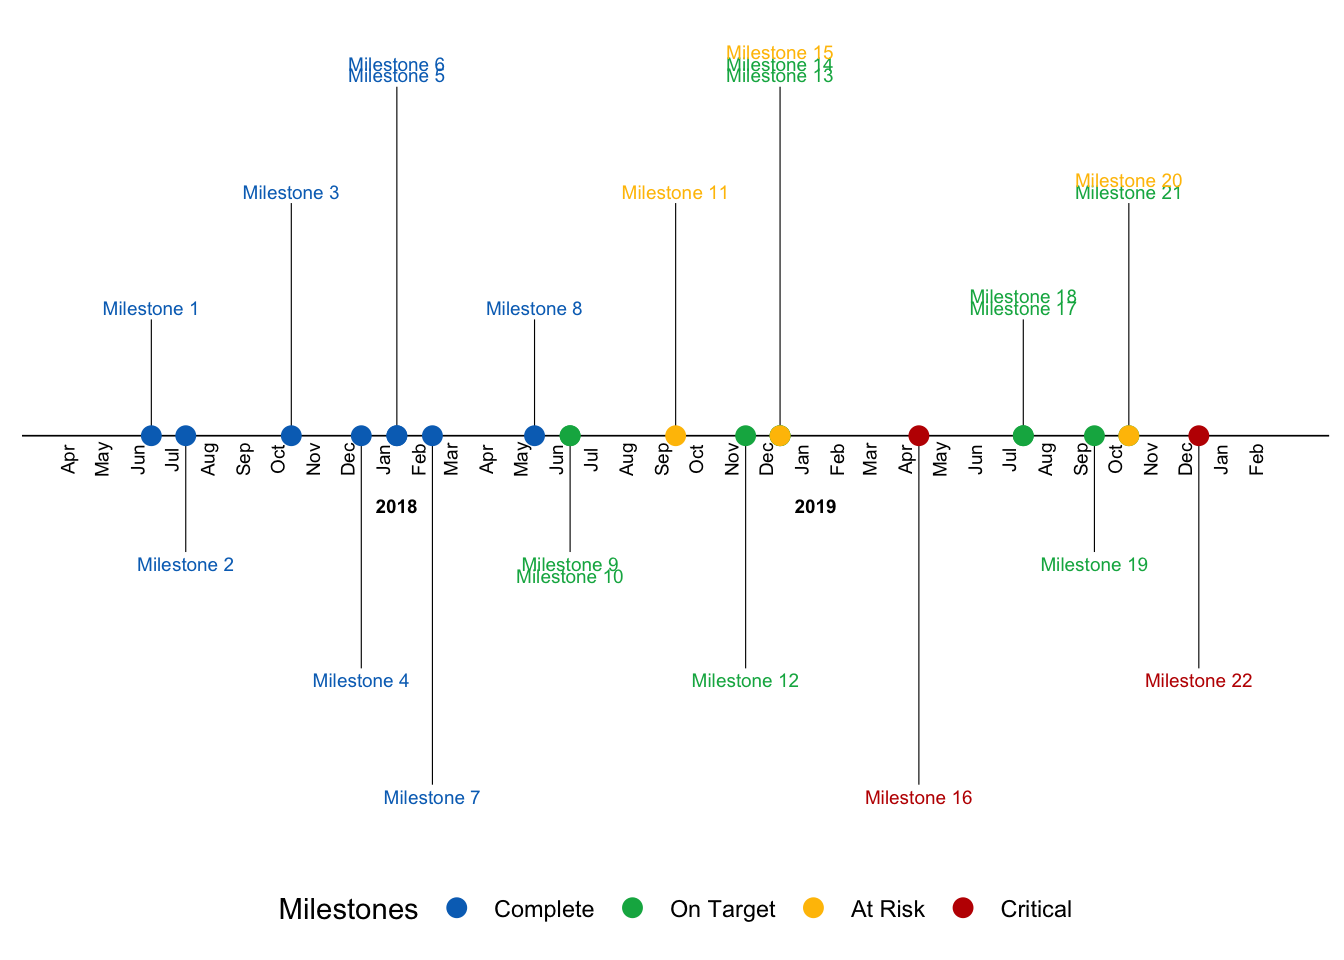 Milestone 15
Milestone 14
Milestone 13
Milestone 6
Milestone 5
Milestone 20
Milestone 21
Milestone 3
Milestone 11
Milestone 18
Milestone 17
Milestone 1
Milestone 8
Apr May Jun Jul Aug Sep Oct Nov Dec Jan Feb Mar Apr May Jun Jul Aug Sep Oct Nov Dec Jan Feb Mar Apr May Jun Jul Aug Sep Oct Nov Dec Jan Feb
2018 2019
Milestone 2
Milestone 9
Milestone 10
Milestone 19
Milestone 4
Milestone 12
Milestone 22
Milestone 7
Milestone 16
Milestones Complete On Target At Risk Critical